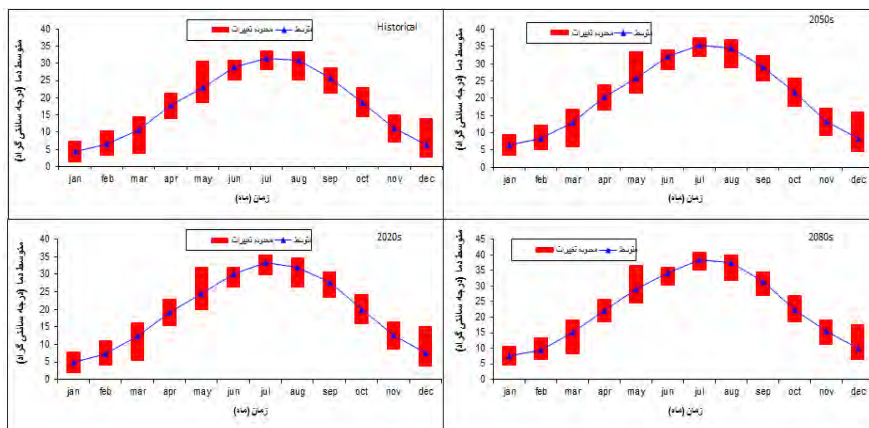 Historical
محدوده تغییرات متوسط
متوسط دما (درجه سانتی گراد)
40
35
30
25
20
15
10
5
0
jan feb mar apr may jun jul aug sep oct nov dec
زمان (ماه)
2050s
محدوده تغییرات متوسط
متوسط دما (درجه سانتی گراد)
40
35
30
25
20
15
10
5
0
jan feb mar apr may jun jul aug sep oct nov dec
زمان (ماه)
2020s
محدوده تغییرات متوسط
متوسط دما (درجه سانتی گراد)
40
35
30
25
20
15
10
5
0
jan feb mar apr may jun jul aug sep oct nov dec
زمان (ماه)
2080s
محدوده تغییرات متوسط
متوسط دما (درجه سانتی گراد)
45
40
35
30
25
20
15
10
5
0
jan feb mar apr may jun jul aug sep oct nov dec
زمان (ماه)